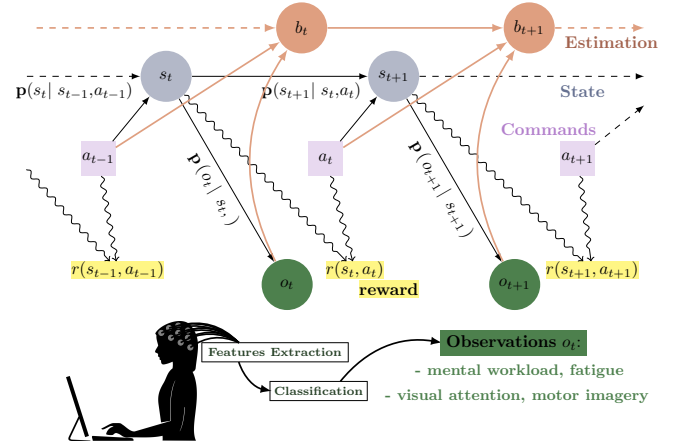 b_t
b_{t+1}
Estimation
s_t
s_{t+1}
p(s_t| s_{t−1},a_{t−1})
p(s_{t+1}| s_t,a_t)
State
Commands
a_{t−1}
a_t
a_{t+1}
p(o_t| s_t,)
p(o_{t+1}| s_{t+1})
r(s_{t−1}, a_{t−1})
r(s_t, a_t)
r(s_{t+1}, a_{t+1})
reward
o_t
o_{t+1}
Features Extraction
Classification
Observations o_t:
- mental workload, fatigue
- visual attention, motor imagery